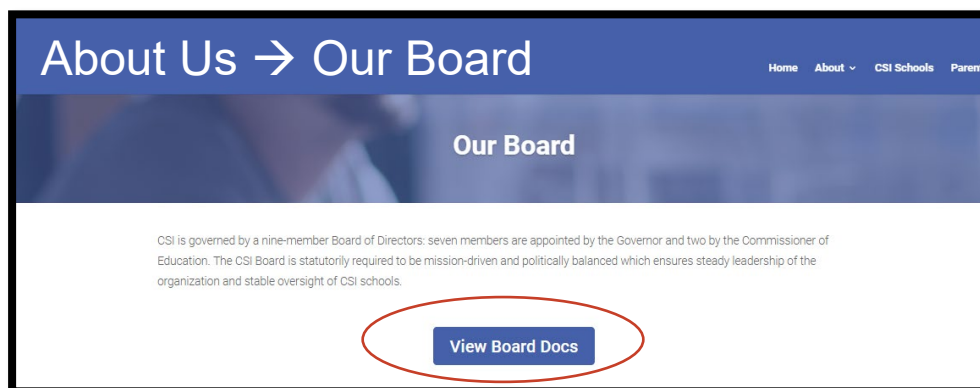 About Us → Our Board
Home About CSI Schools Paren
Our Board
CSI is governed by a nine-member Board of Directors: seven members are appointed by the Governor and two by the Commissioner of
Education. The CSI Board is statutorily required to be mission-driven and politically balanced which ensures steady leadership of the
organization and stable oversight of CSI schools.
View Board Docs